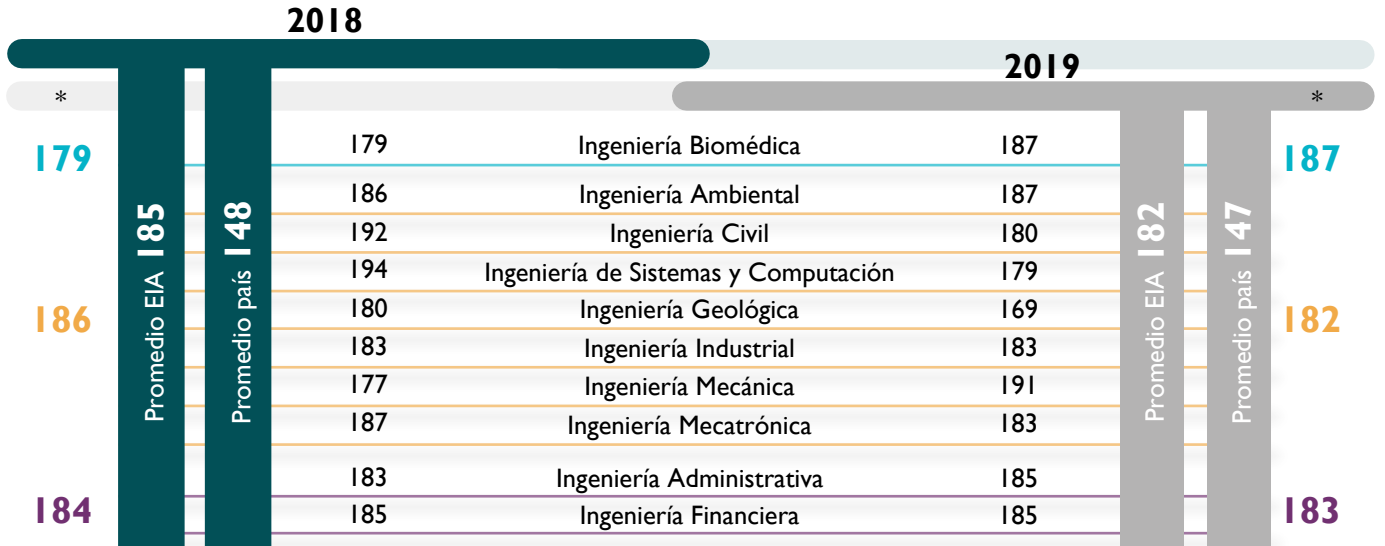 2018
2019
* *
179 Ingeniería Biomédica 187
179 187
186 Ingeniería Ambiental 187
192 Ingeniería Civil 180
194 Ingeniería de Sistemas y Computación 179
180 Ingeniería Geológica 169
186 182
183 Ingeniería Industrial 183
177 Ingeniería Mecánica 191
187 Ingeniería Mecatrónica 183
183 Ingeniería Administrativa 185
184 183
185 Ingeniería Financiera 185
Promedio EIA 185
Promedio país 148
Promedio EIA 182
Promedio país 147